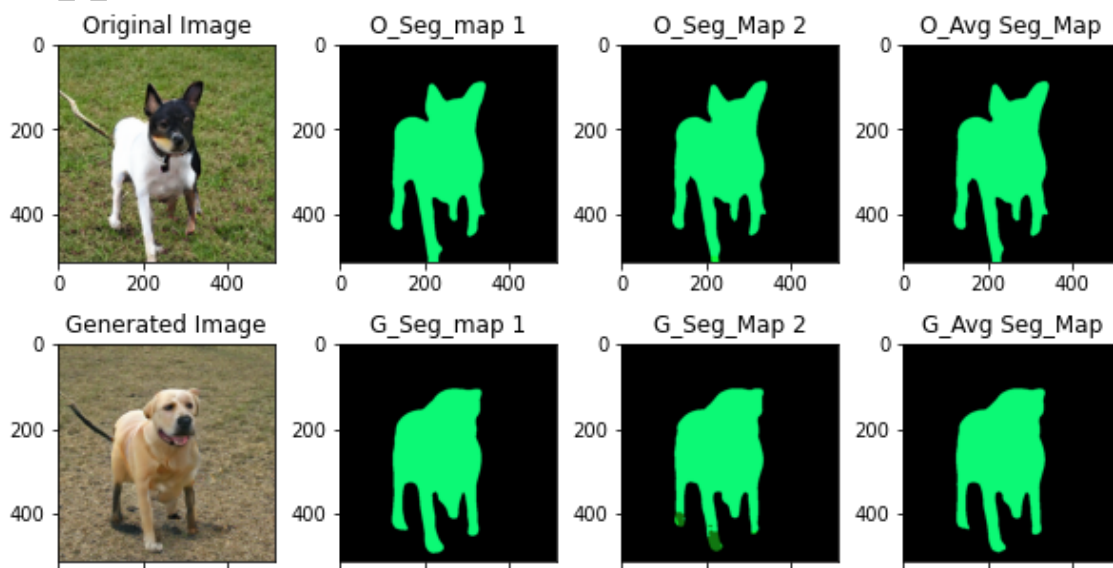 Original Image O_Seg_map 1 O_Seg_Map 2 O_Avg Seg_Map
0 0 0 0
200 200 200 200
400 400 400 400
0 200 400 0 200 400 0 200 400 0 200 400
Generated Image G_Seg_map 1 G_Seg_Map 2 G_Avg Seg_Map
0 0 0 0
200 200 200 200
400 400 400 400